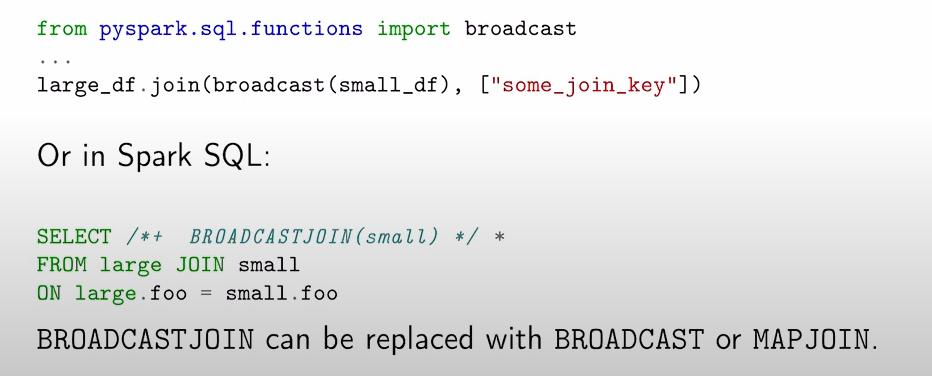 from pyspark.sql.functions import broadcast
...
large_df.join(broadcast(small_df), ["some_join_key"])
Or in Spark SQL:
SELECT /*+  BROADCASTJOIN(small) */ *
FROM large JOIN small
ON large.foo = small.foo
BROADCASTJOIN can be replaced with BROADCAST or MAPJOIN.